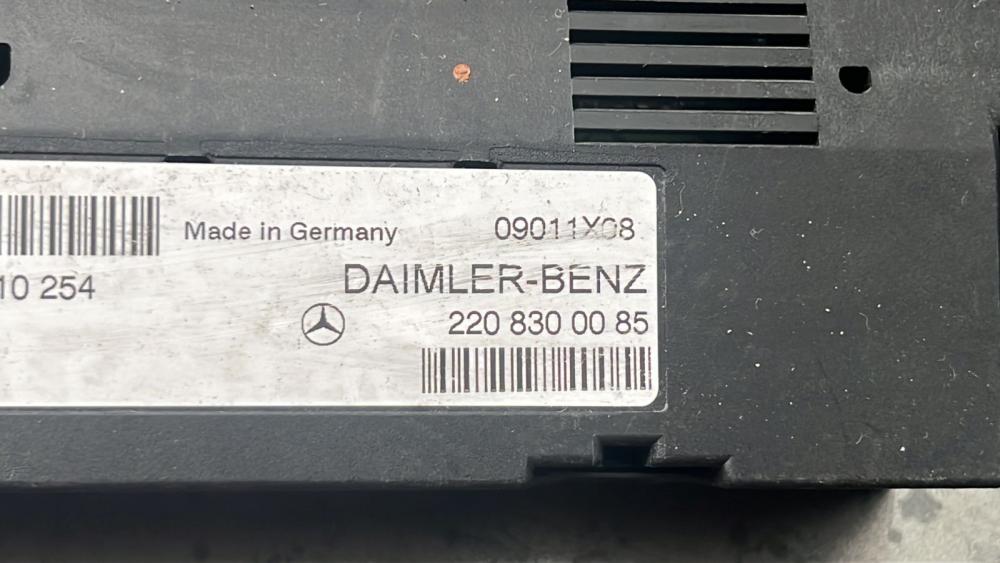 Made in Germany 09011X08
10 254
DAIMLER-BENZ
220 830 00 85